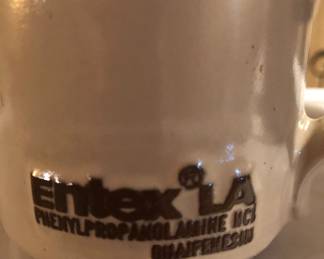 Entex® LA
PHENYLPROPANOLAMINE HCl
GUAIFENESIN